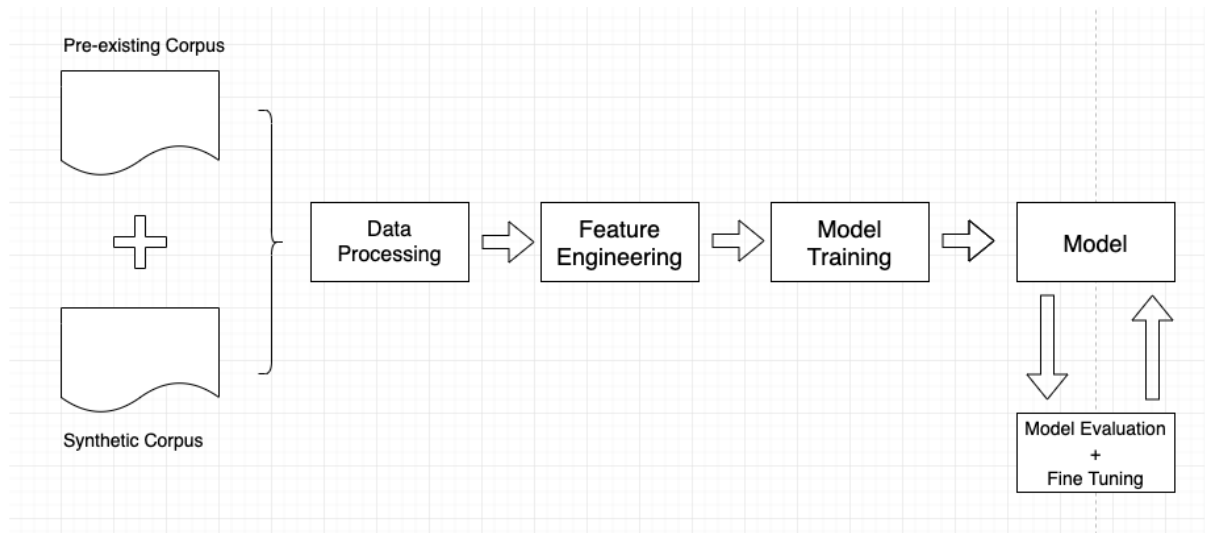 Pre-existing Corpus
Data
Processing
Feature
Engineering
Model
Training
Model
Synthetic Corpus
Model Evaluation
+
Fine Tuning